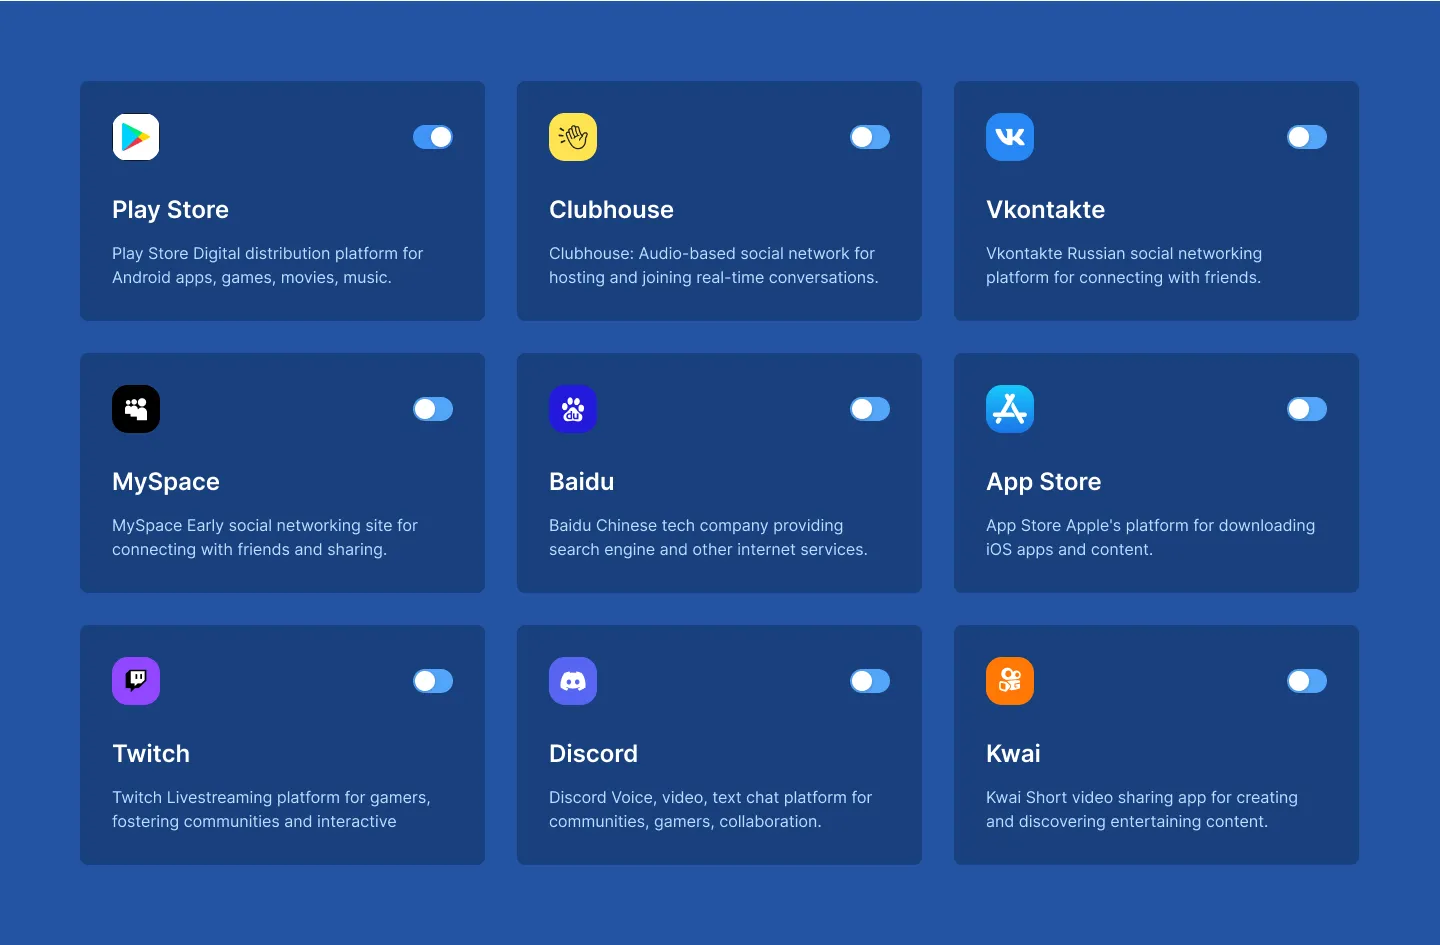 Play Store
Play Store Digital distribution platform for
Android apps, games, movies, music.
Clubhouse
Clubhouse: Audio-based social network for
hosting and joining real-time conversations.
VK
Vkontakte
Vkontakte Russian social networking
platform for connecting with friends.
MySpace
MySpace Early social networking site for
connecting with friends and sharing.
du
Baidu
Baidu Chinese tech company providing
search engine and other internet services.
App Store
App Store Apple's platform for downloading
iOS apps and content.
Twitch
Twitch Livestreaming platform for gamers,
fostering communities and interactive
Discord
Discord Voice, video, text chat platform for
communities, gamers, collaboration.
Kwai
Kwai Short video sharing app for creating
and discovering entertaining content.